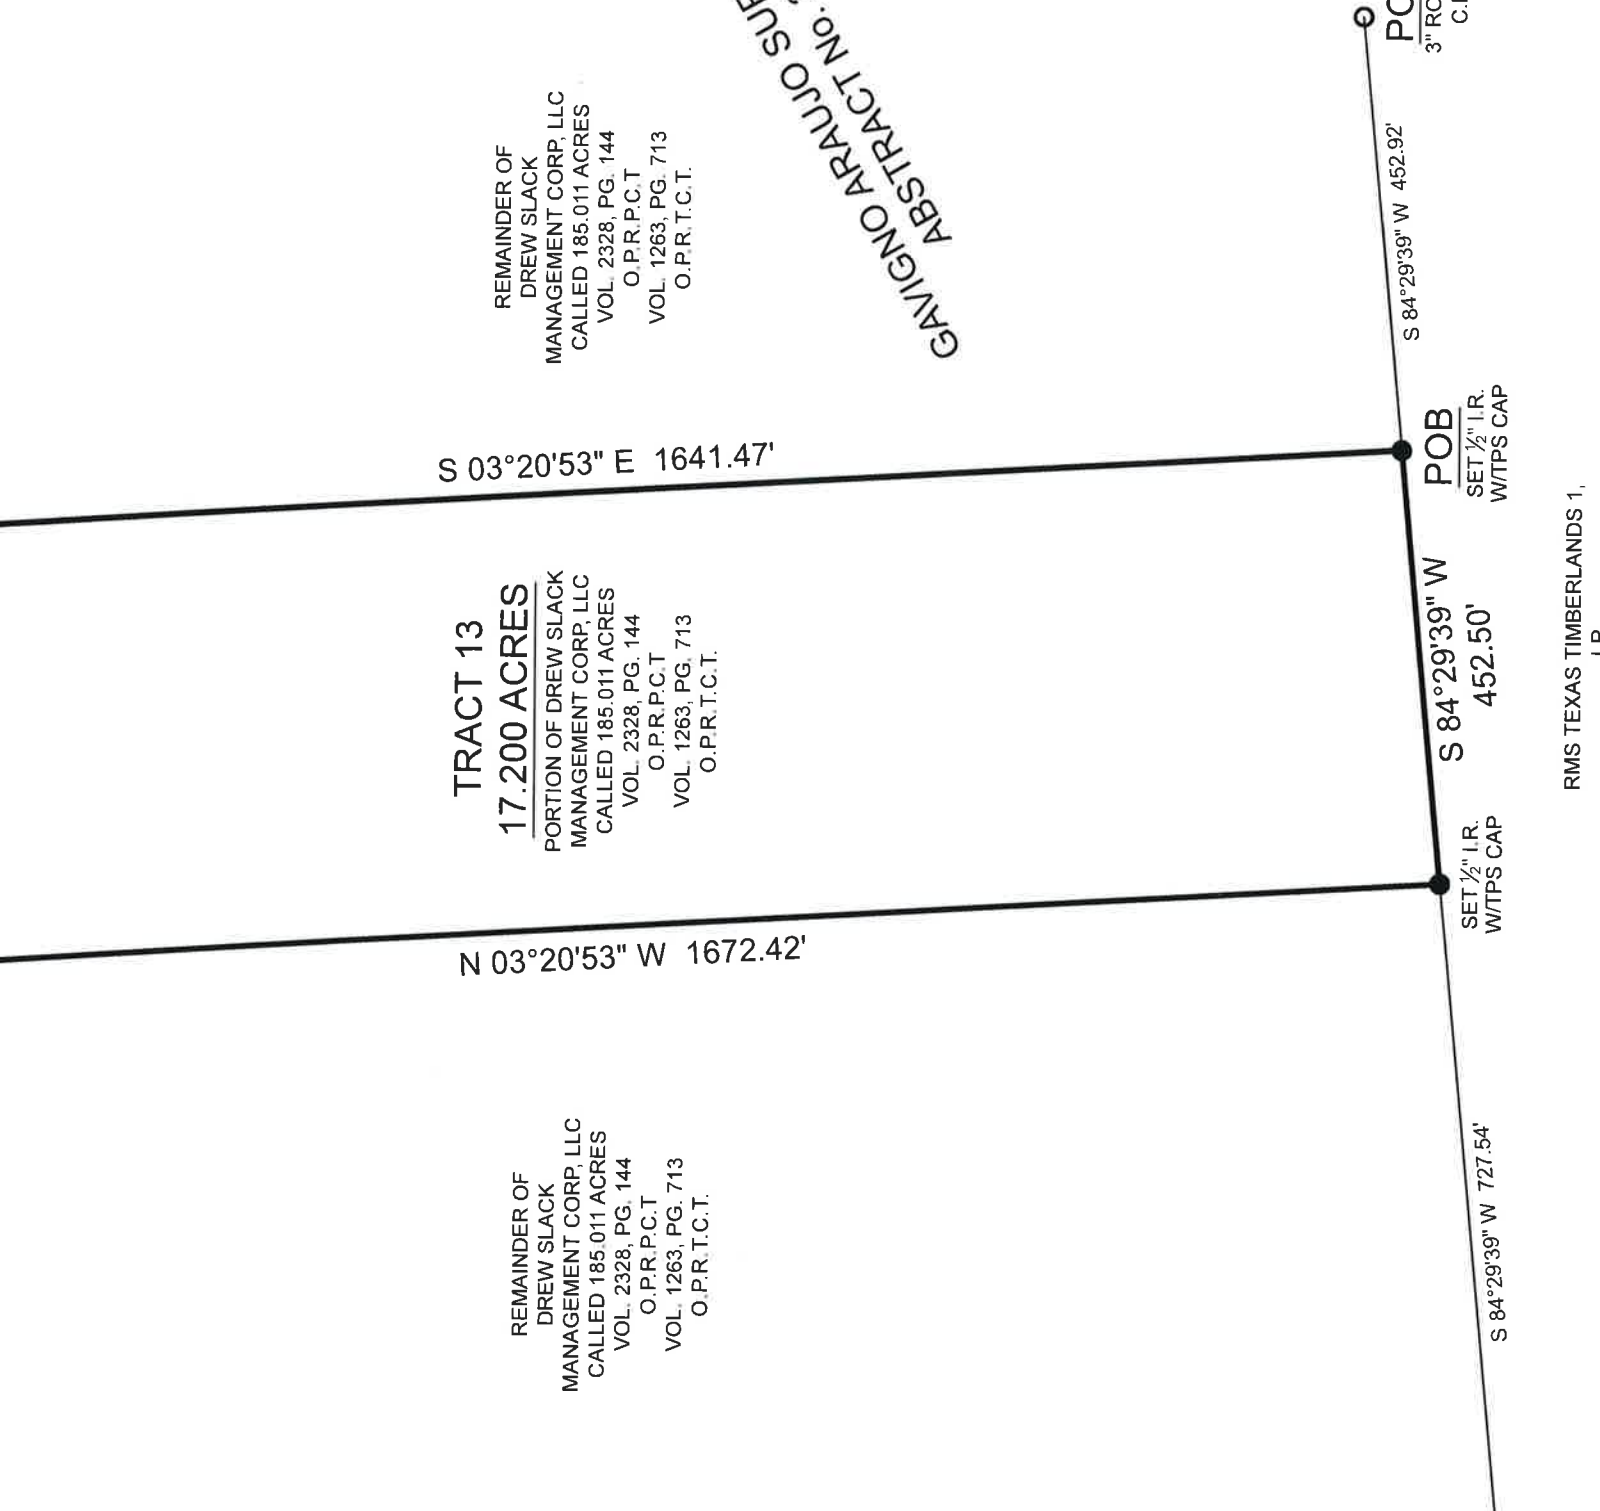 REMAINDER OF
DREW SLACK
MANAGEMENT CORP, LLC
CALLED 185.011 ACRES
VOL. 2328, PG. 144
O.P.R.P.C.T
VOL. 1263, PG. 713
O.P.R.T.C.T.
GAVIGNO ARAUJO
ABSTRACT No.
S 03°20'53" E 1641.47'
TRACT 13
17.200 ACRES
PORTION OF DREW SLACK
MANAGEMENT CORP, LLC
CALLED 185.011 ACRES
VOL. 2328, PG. 144
O.P.R.P.C.T
VOL. 1263, PG. 713
O.P.R.T.C.T.
N 03°20'53" W 1672.42'
REMAINDER OF
DREW SLACK
MANAGEMENT CORP, LLC
CALLED 185.011 ACRES
VOL. 2328, PG. 144
O.P.R.P.C.T
VOL. 1263, PG. 713
O.P.R.T.C.T.
3"
S 84°29'39" W 452.92'
POB
SET ½" I.R.
W/TPS CAP
S 84°29'39" W
452.50'
SET ½" I.R.
W/TPS CAP
S 84°29'39" W 727.54'
RMS TEXAS TIMBERLANDS 1,